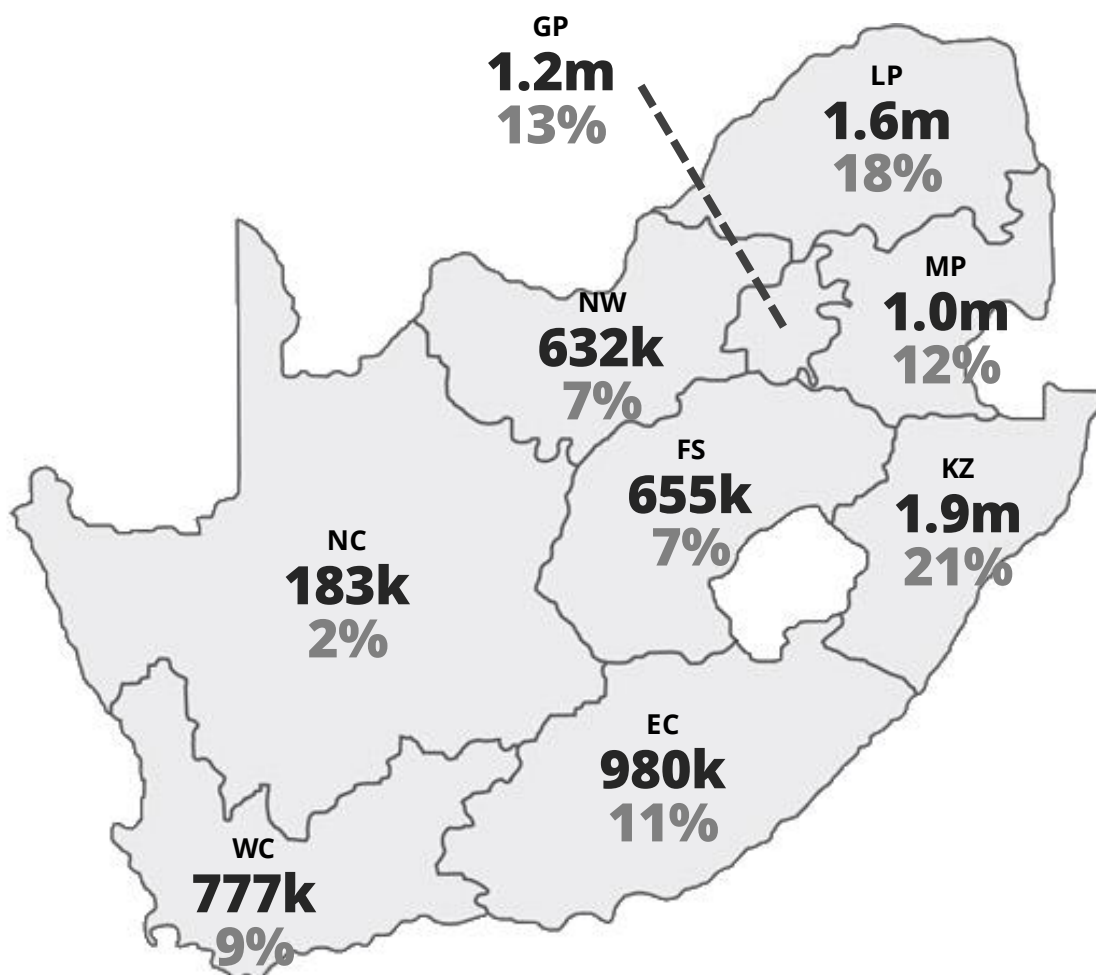 GP
1.2m
13%
LP
1.6m
18%
MP
1.0m
12%
NW
632k
7%
FS
655k
7%
KZ
1.9m
21%
NC
183k
2%
EC
980k
11%
WC
777k
9%